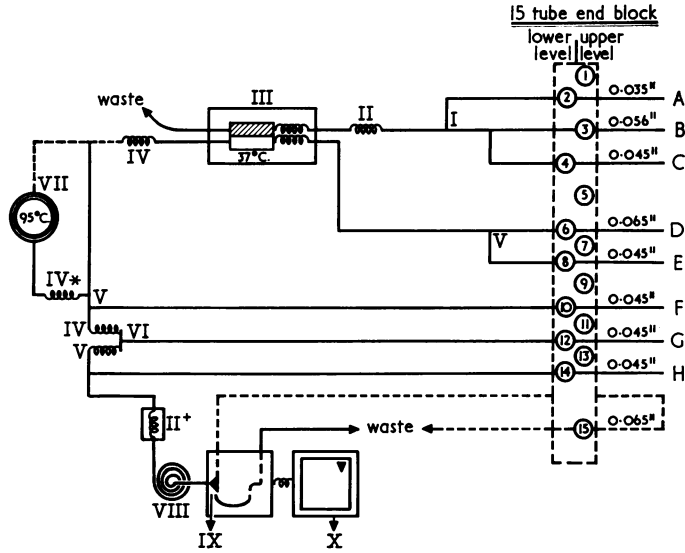 15 tube end block
lower upper
level level
1
waste
III
II
2 0·035" A
I
3 0·056" B
IV
37°C.
4 0·045" C
VII
5
95°C.
6 0·065" D
V 7
8 0·045" E
IV*
9
V
10 0·045" F
IV VI
11
12 0·045" G
V
13
14 0·045" H
II+
waste
15 0·065"
VIII
IX X